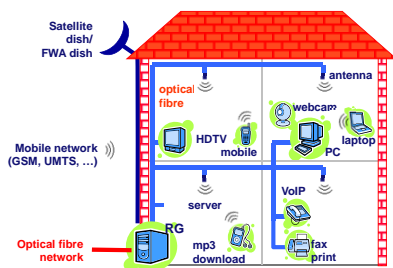 Satellite
dish/
FWA dish
antenna
optical
fibre
webcam
HDTV
mobile
PC
laptop
Mobile network
(GSM, UMTS, ...)
server
VoIP
RG
mp3
download
fax
print
Optical fibre
network